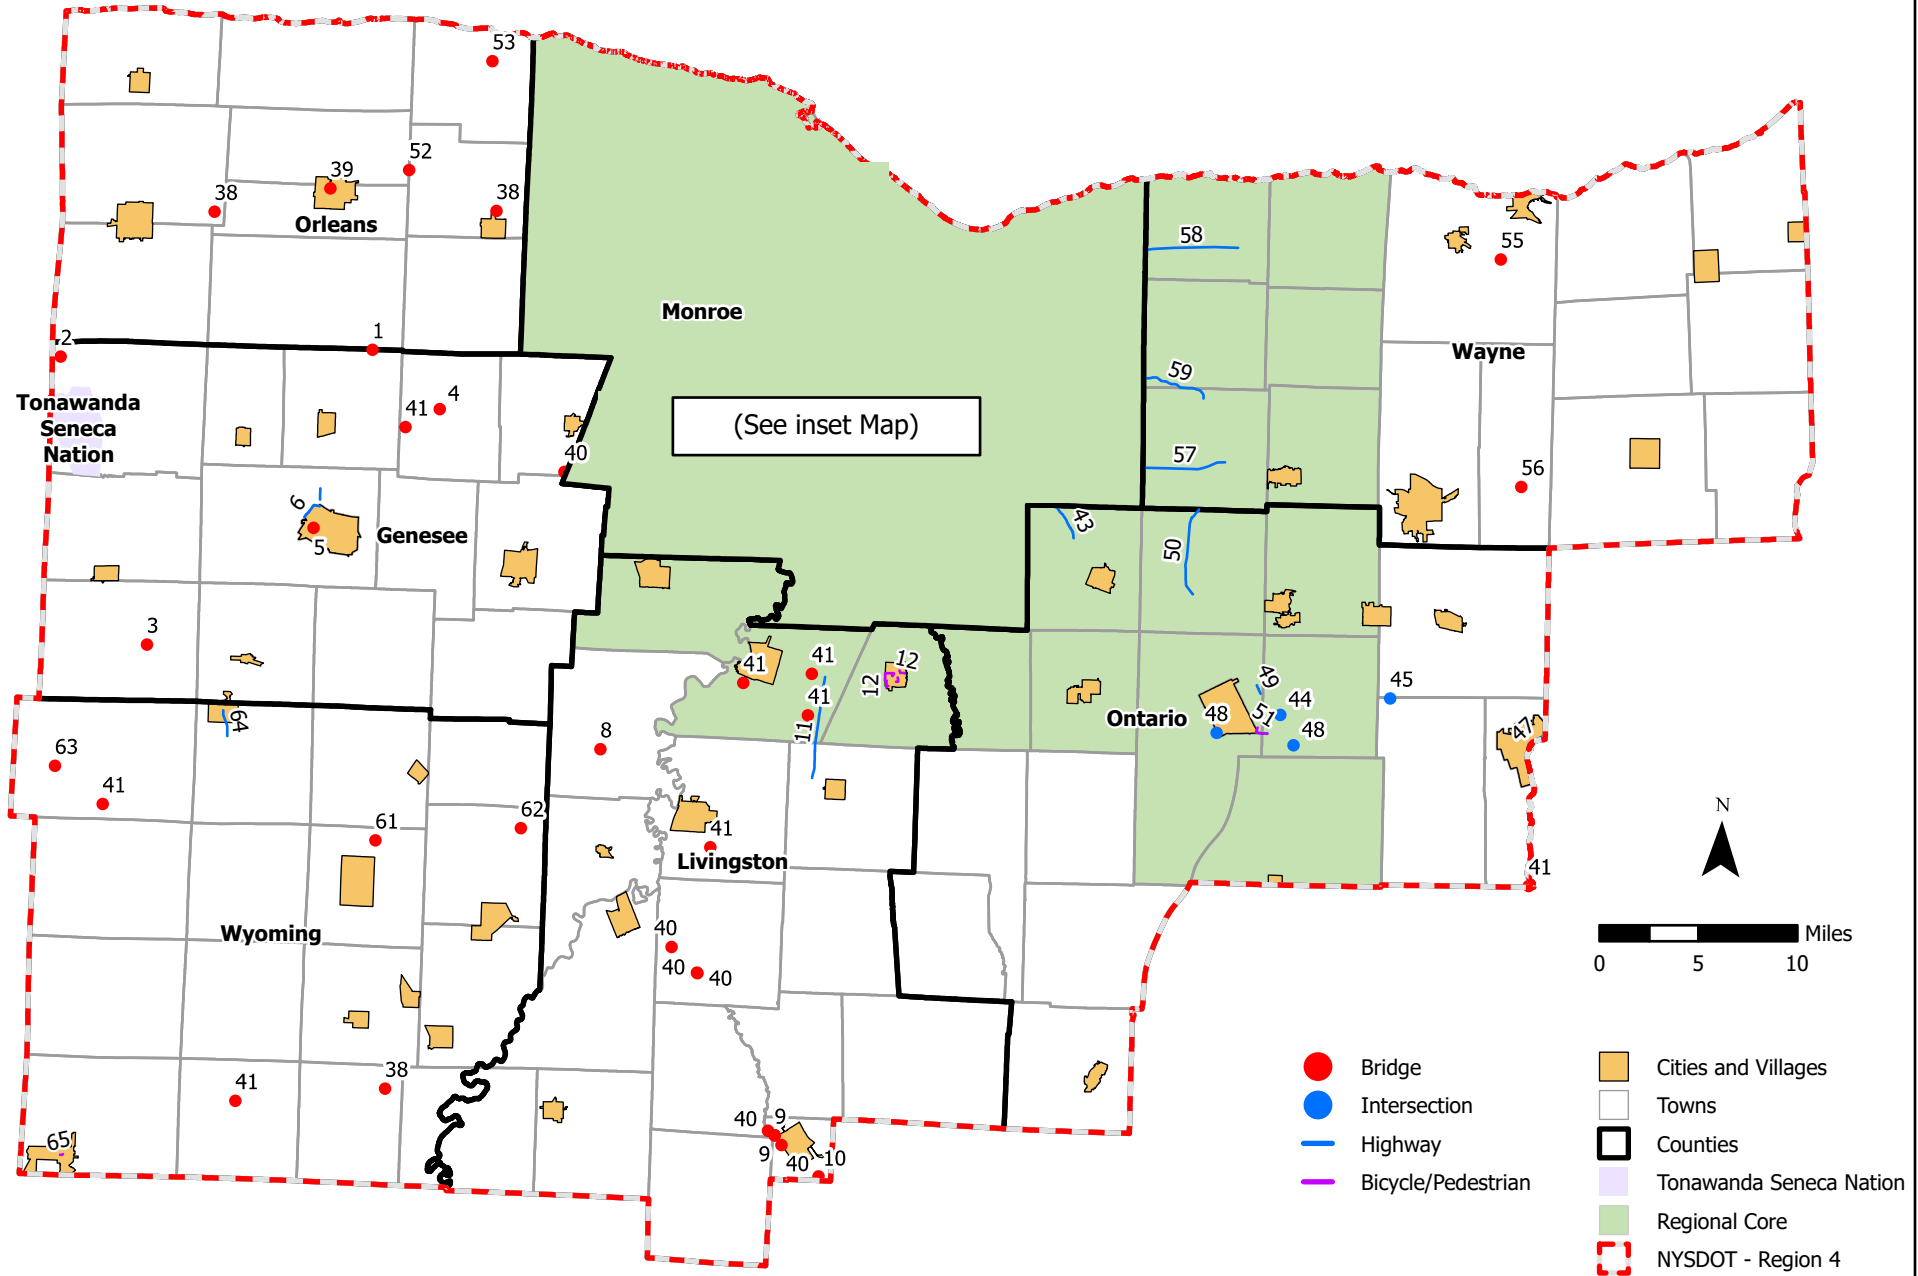 53
52
39
38
38
Orleans
58
55
Monroe
2
1
Wayne
59
Tonawanda
Seneca
Nation
41
4
(See inset Map)
40
57
56
6
5
Genesee
43
50
3
41
41
12
12
49
45
41
44
64
8
11
Ontario
48
51
48
47
63
41
61
62
41
Livingston
41
N
Wyoming
40
40
40
Miles
0
5
10
38
41
40
9
9
40
10
65
Bridge
Intersection
Highway
Bicycle/Pedestrian
Cities and Villages
Towns
Counties
Tonawanda Seneca Nation
Regional Core
NYSDOT - Region 4